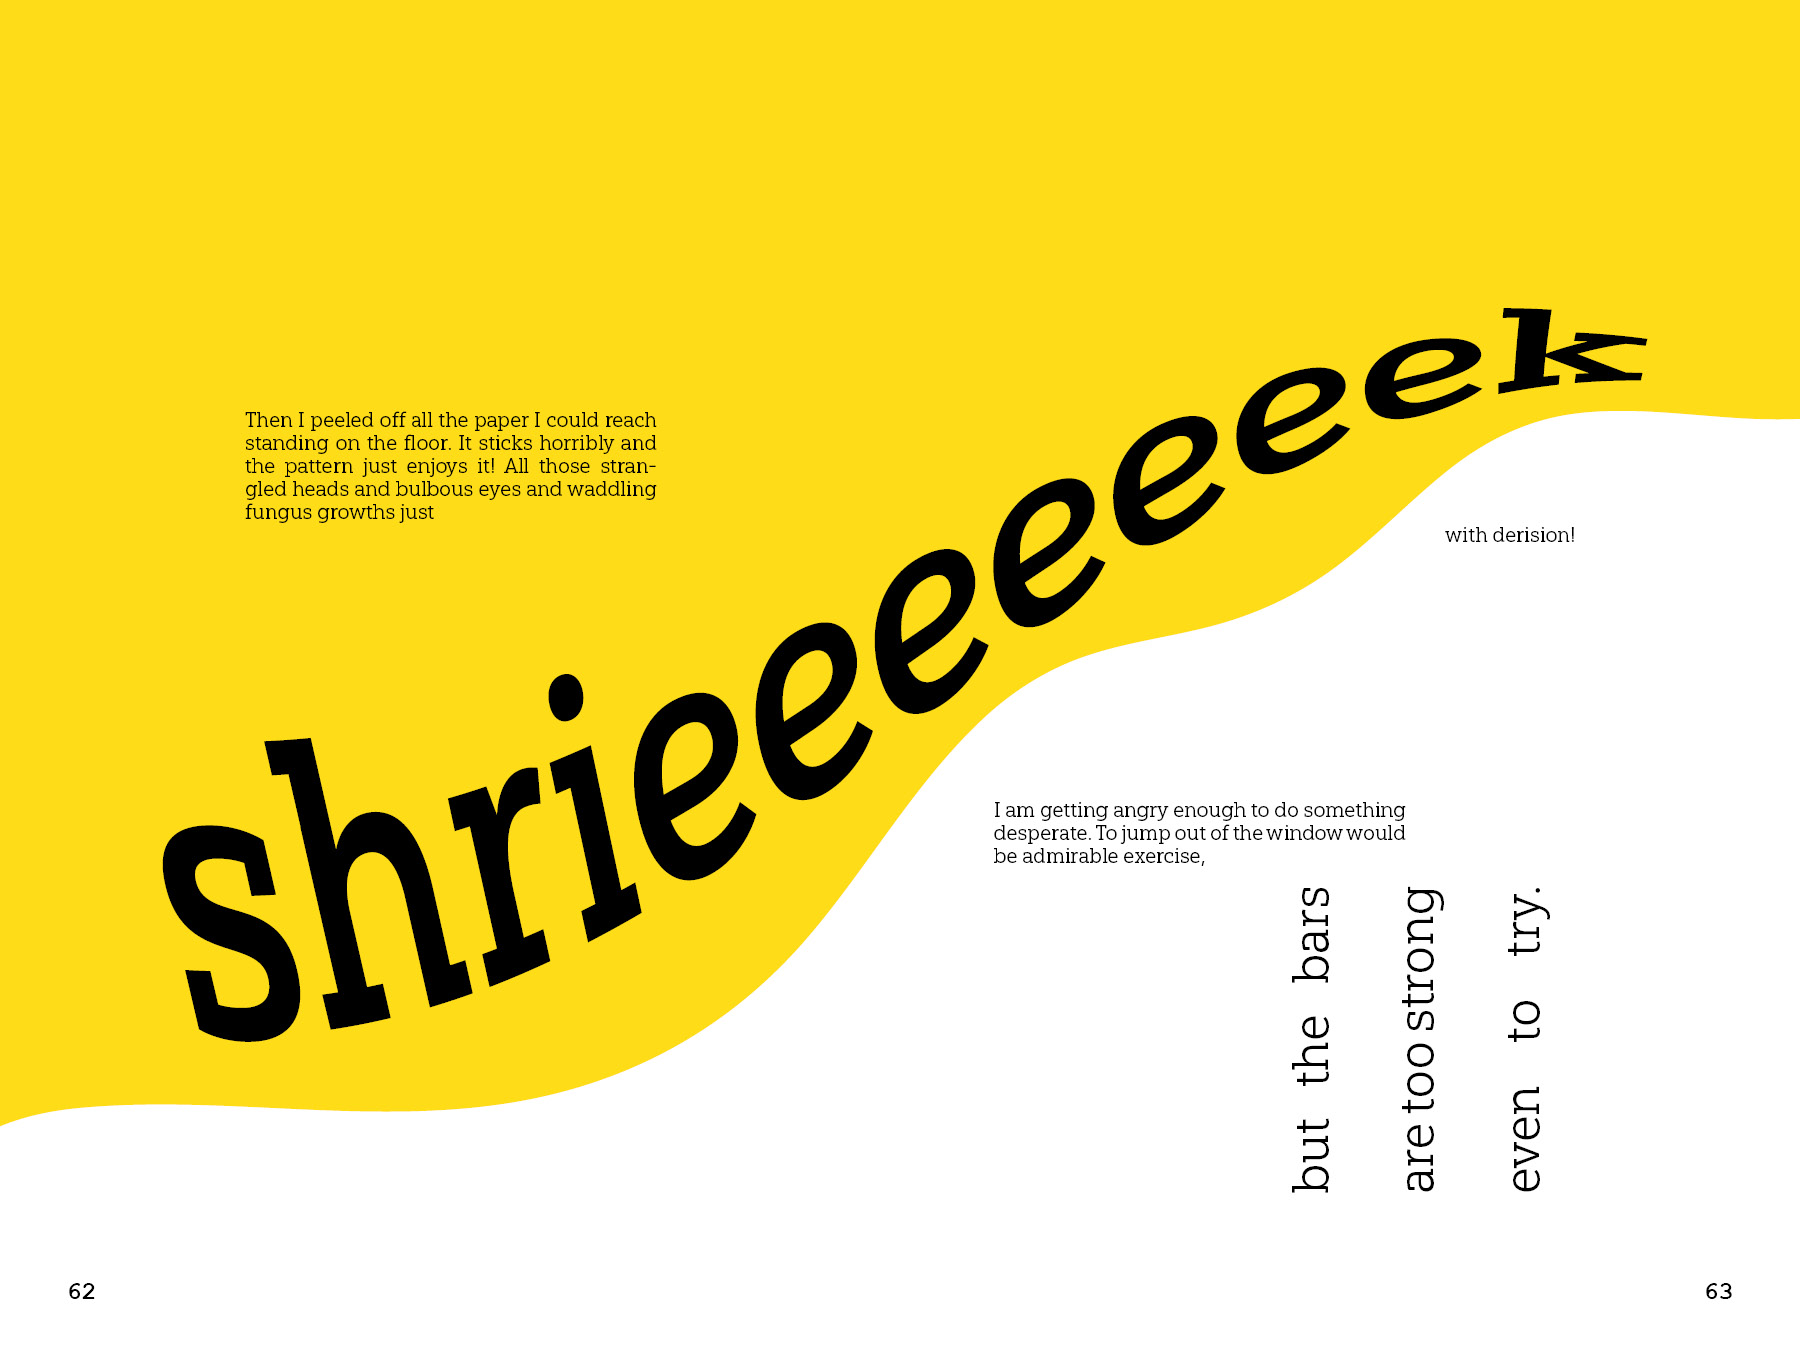 Then I peeled off all the paper I could reach
standing on the floor. It sticks horribly and
the pattern just enjoys it! All those stran-
gled heads and bulbous eyes and waddling
fungus growths just
shrieeeeeeek
with derision!
I am getting angry enough to do something
desperate. To jump out of the window would
be admirable exercise,
but the bars
are too strong
even to try.
62
63